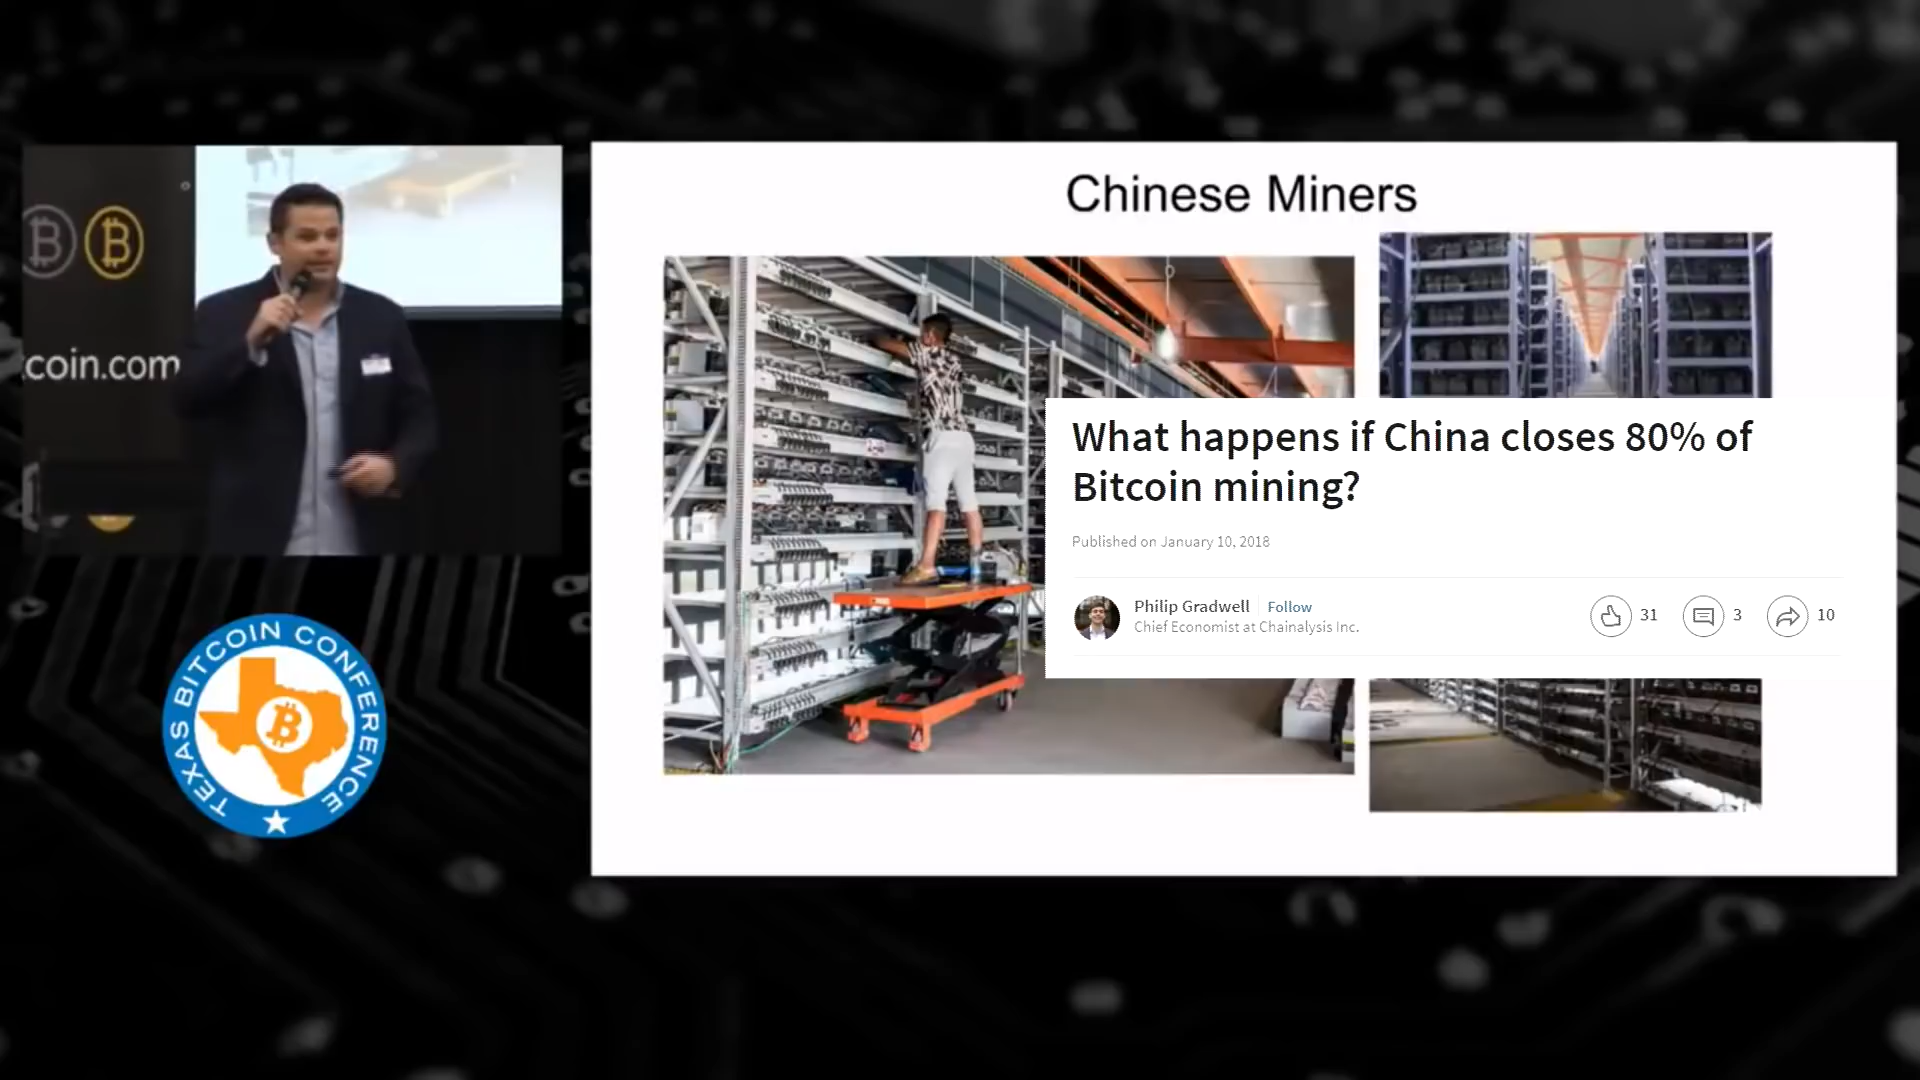 Chinese Miners
coin.com
What happens if China closes 80% of
Bitcoin mining?
Published on January 10, 2018
Philip Gradwell Follow
Chief Economist at Chainalysis Inc.
31 3 10
TEXAS BITCOIN CONFERENCE